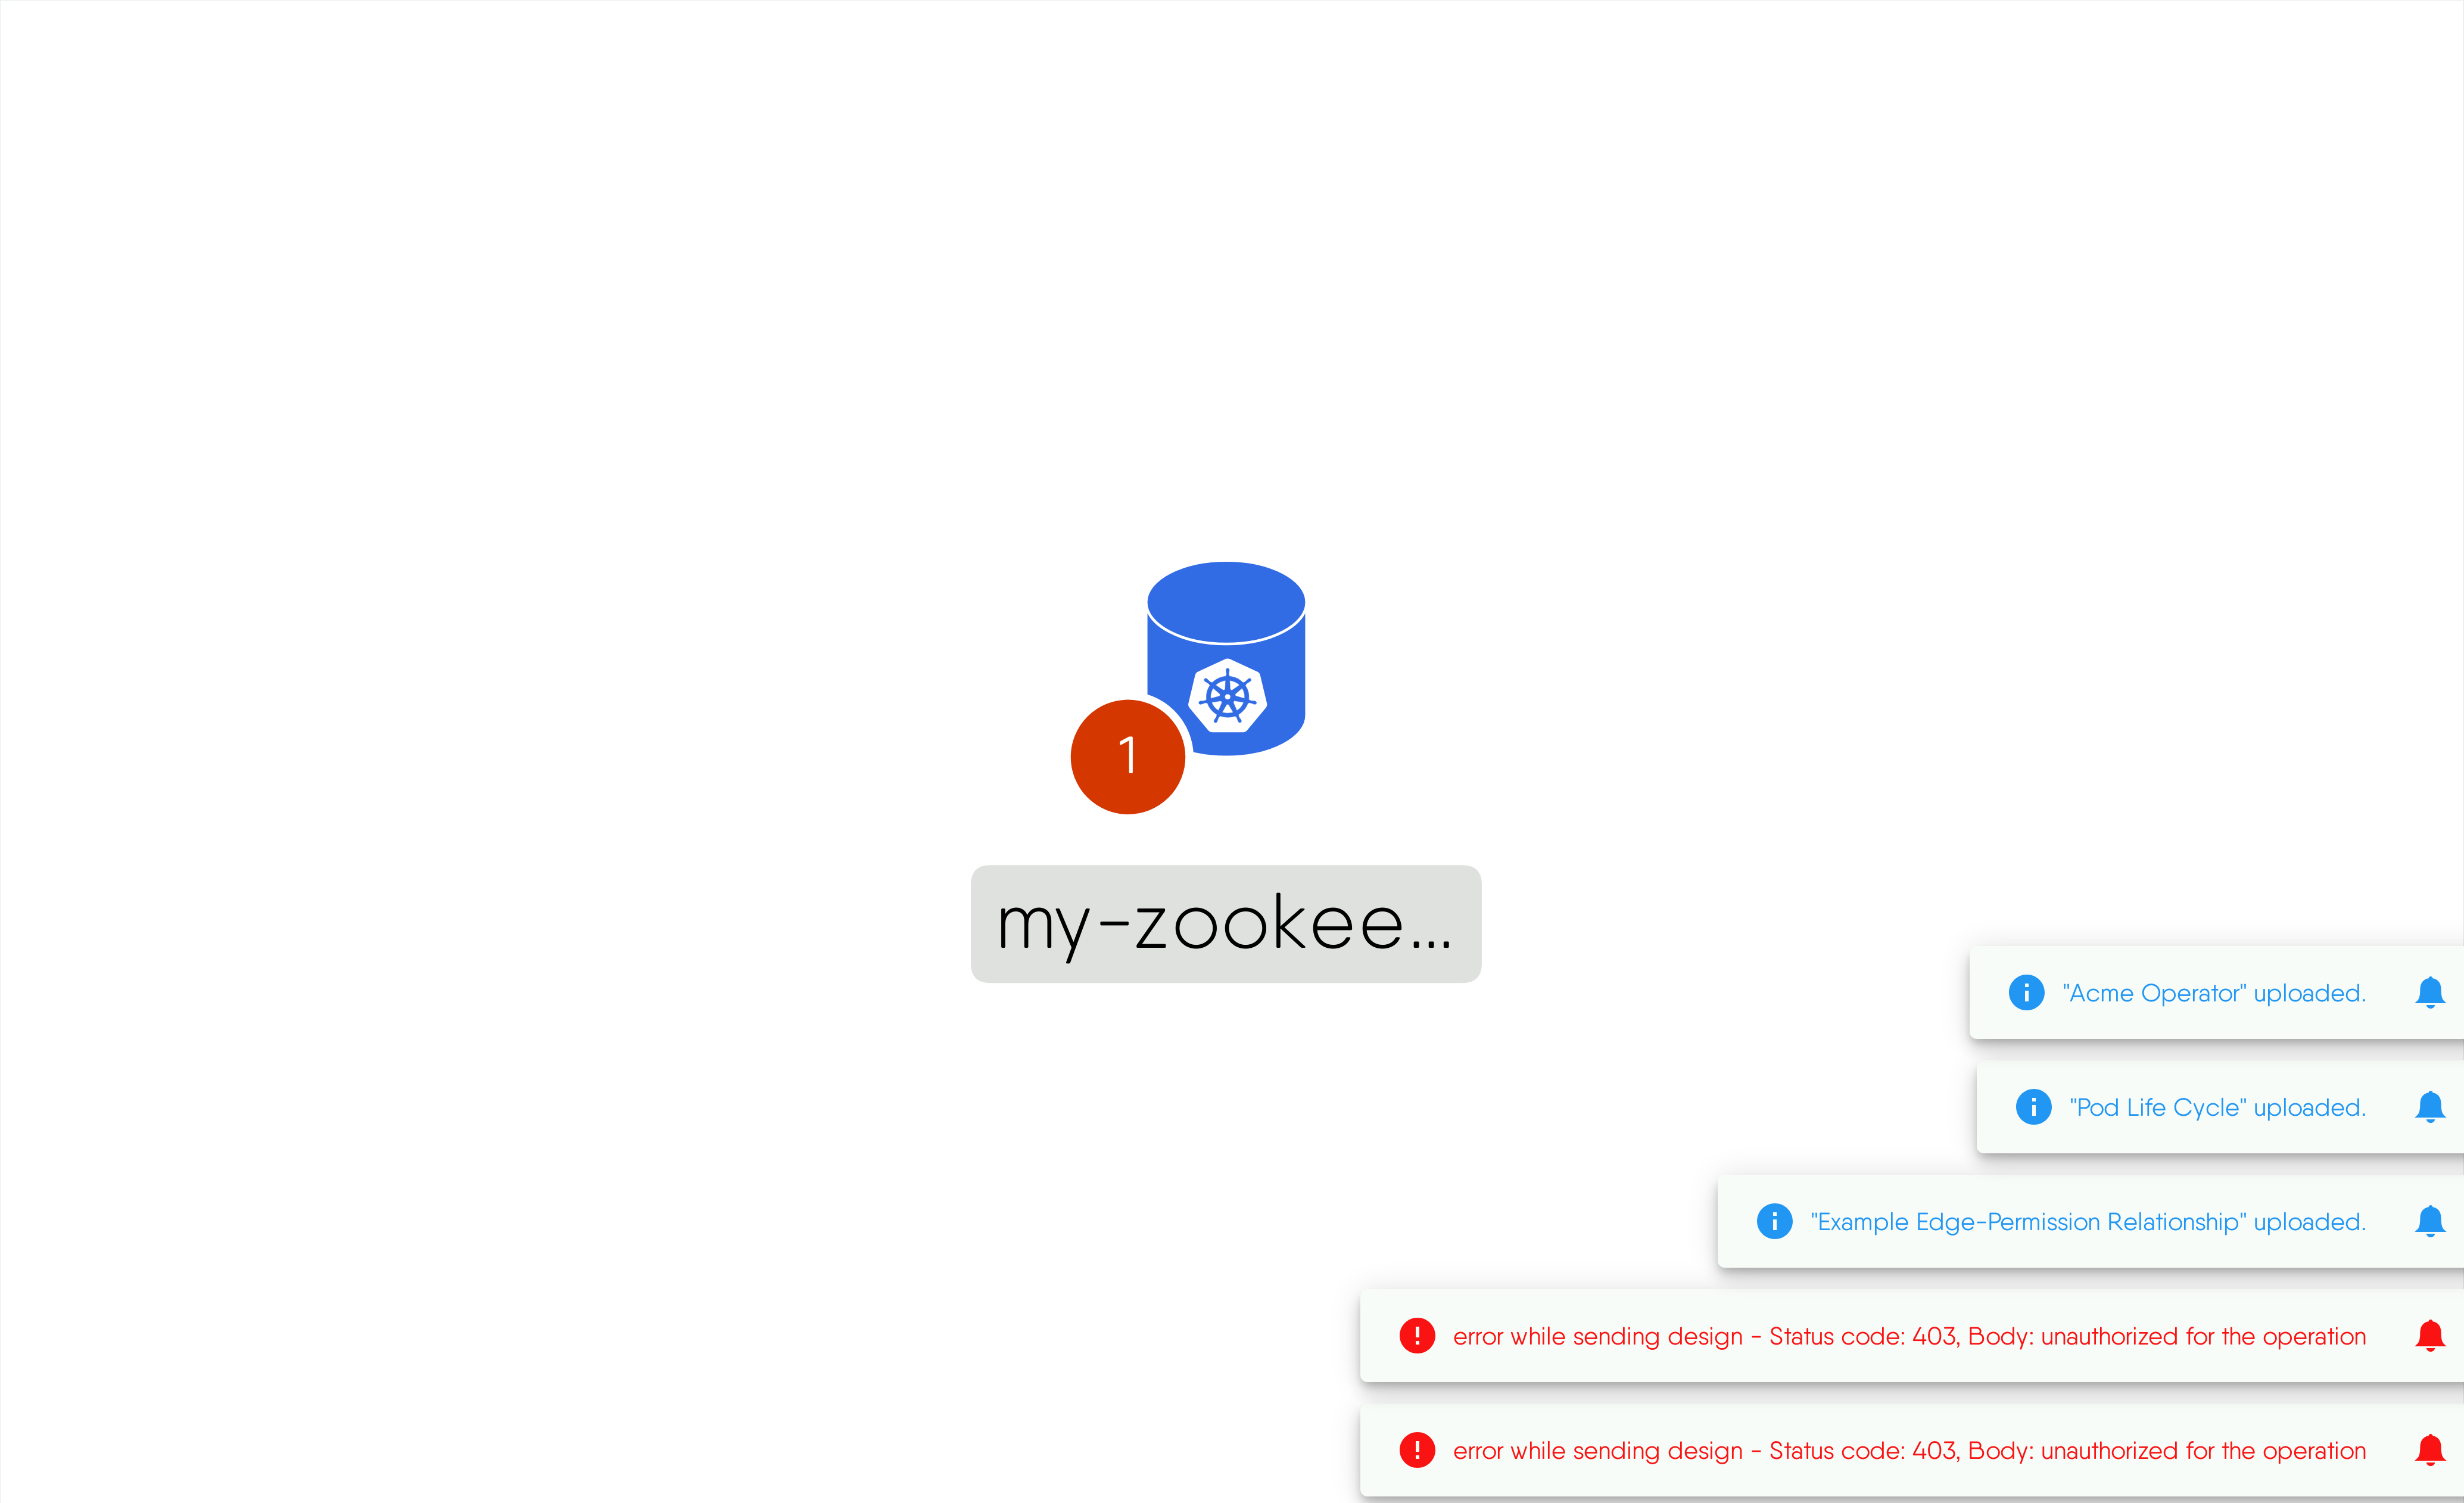 1
my-zookee...
"Acme Operator" uploaded.
"Pod Life Cycle" uploaded.
"Example Edge-Permission Relationship" uploaded.
error while sending design - Status code: 403, Body: unauthorized for the operation
error while sending design - Status code: 403, Body: unauthorized for the operation